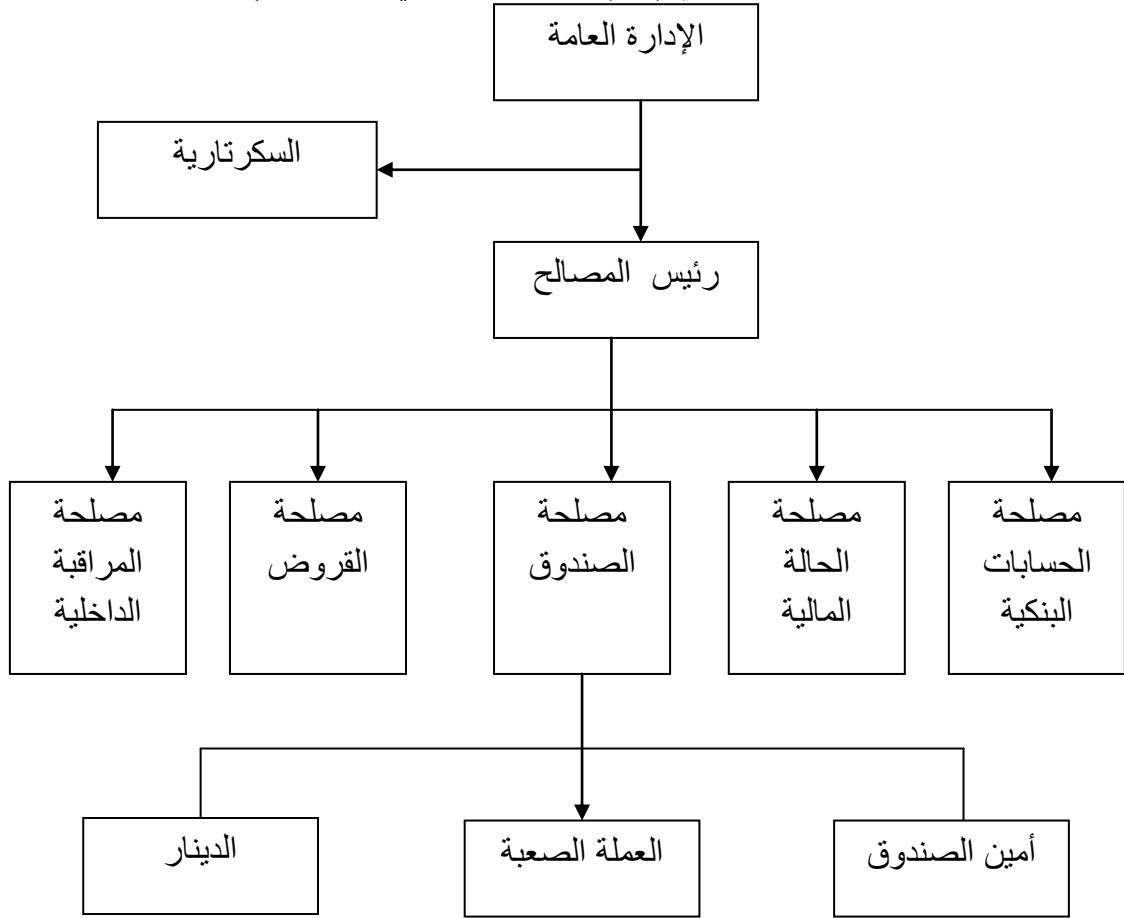 الإدارة العامة
السكرتارية
رئيس المصالح
مصلحة
الحسابات
البنكية
مصلحة
الحالة
المالية
مصلحة
الصندوق
مصلحة
القروض
مصلحة
المراقبة
الداخلية
أمين الصندوق
العملة الصعبة
الدينار